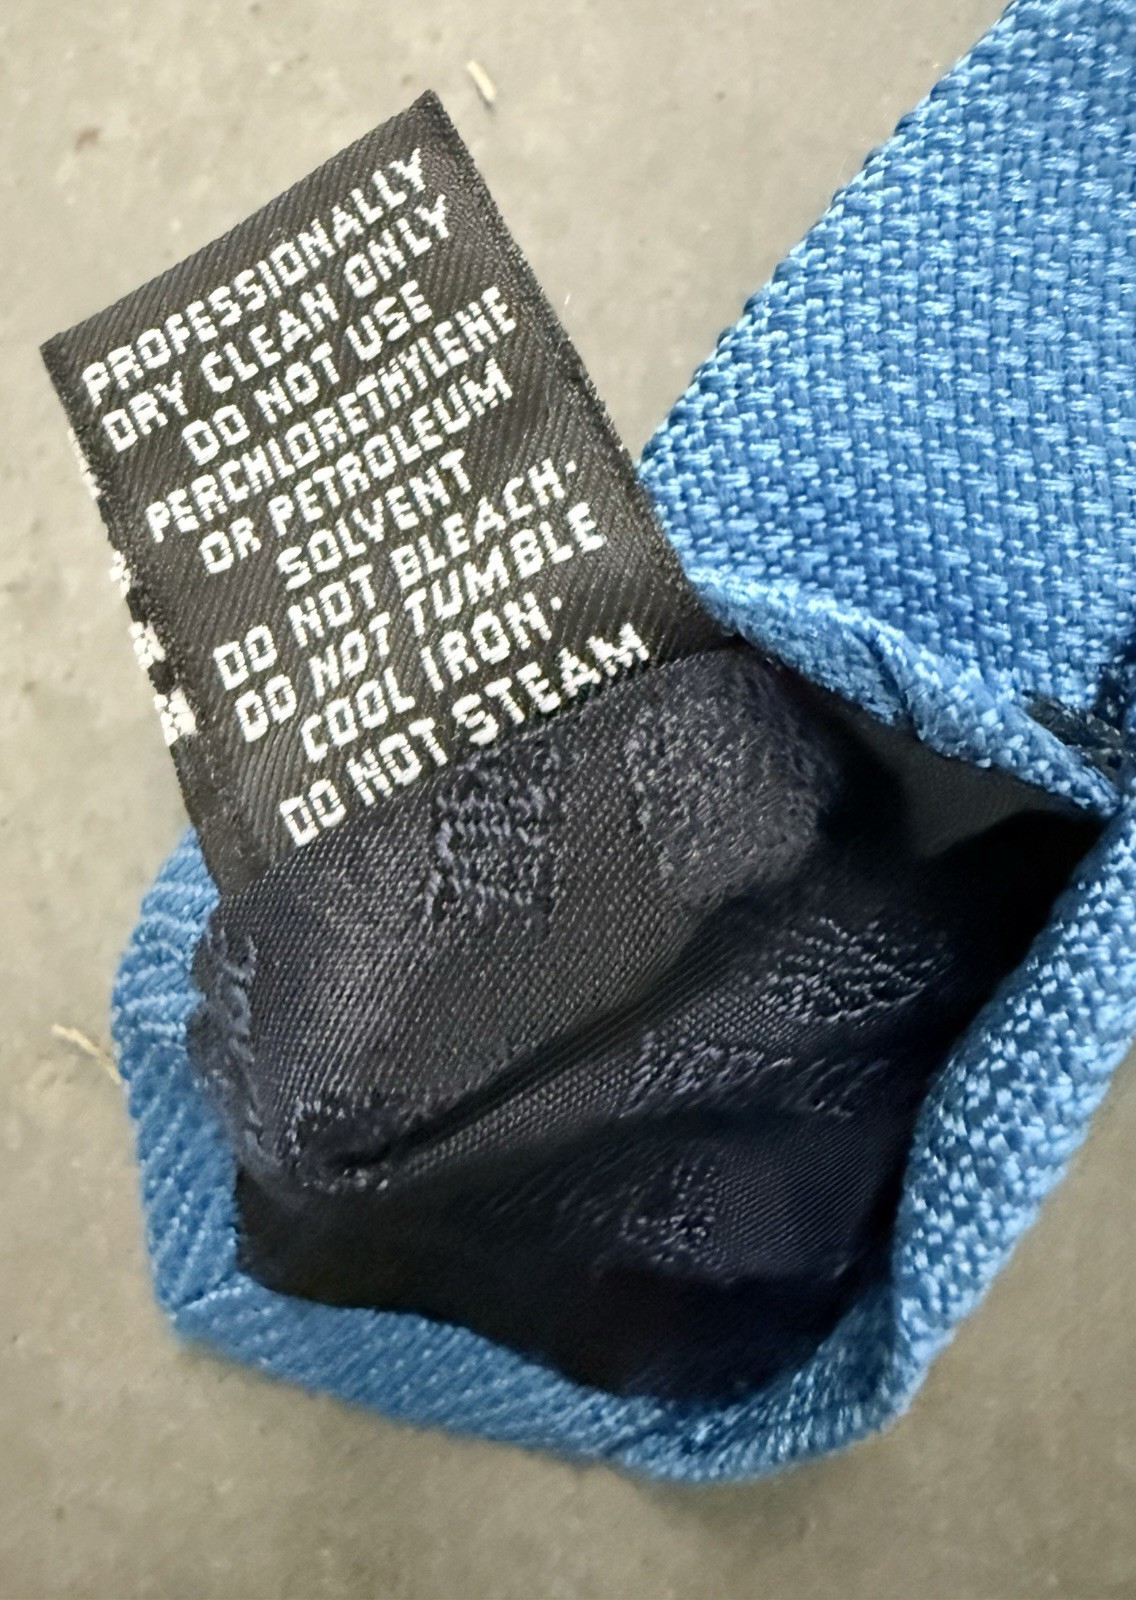 PROFESSIONALLY
DRY CLEAN ONLY
DO NOT USE
PERCHLORETHYLENE
OR PETROLEUM
SOLVENT
DO NOT BLEACH.
DO NOT TUMBLE
COOL IRON.
DO NOT STEAM